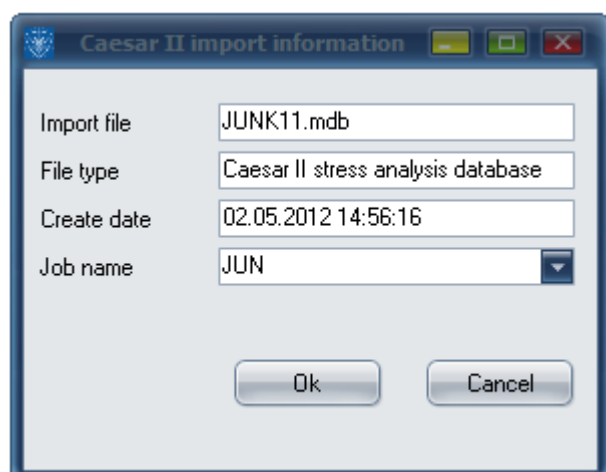 Caesar II import information
Import file JUNK11.mdb
File type Caesar II stress analysis database
Create date 02.05.2012 14:56:16
Job name JUN
Ok Cancel